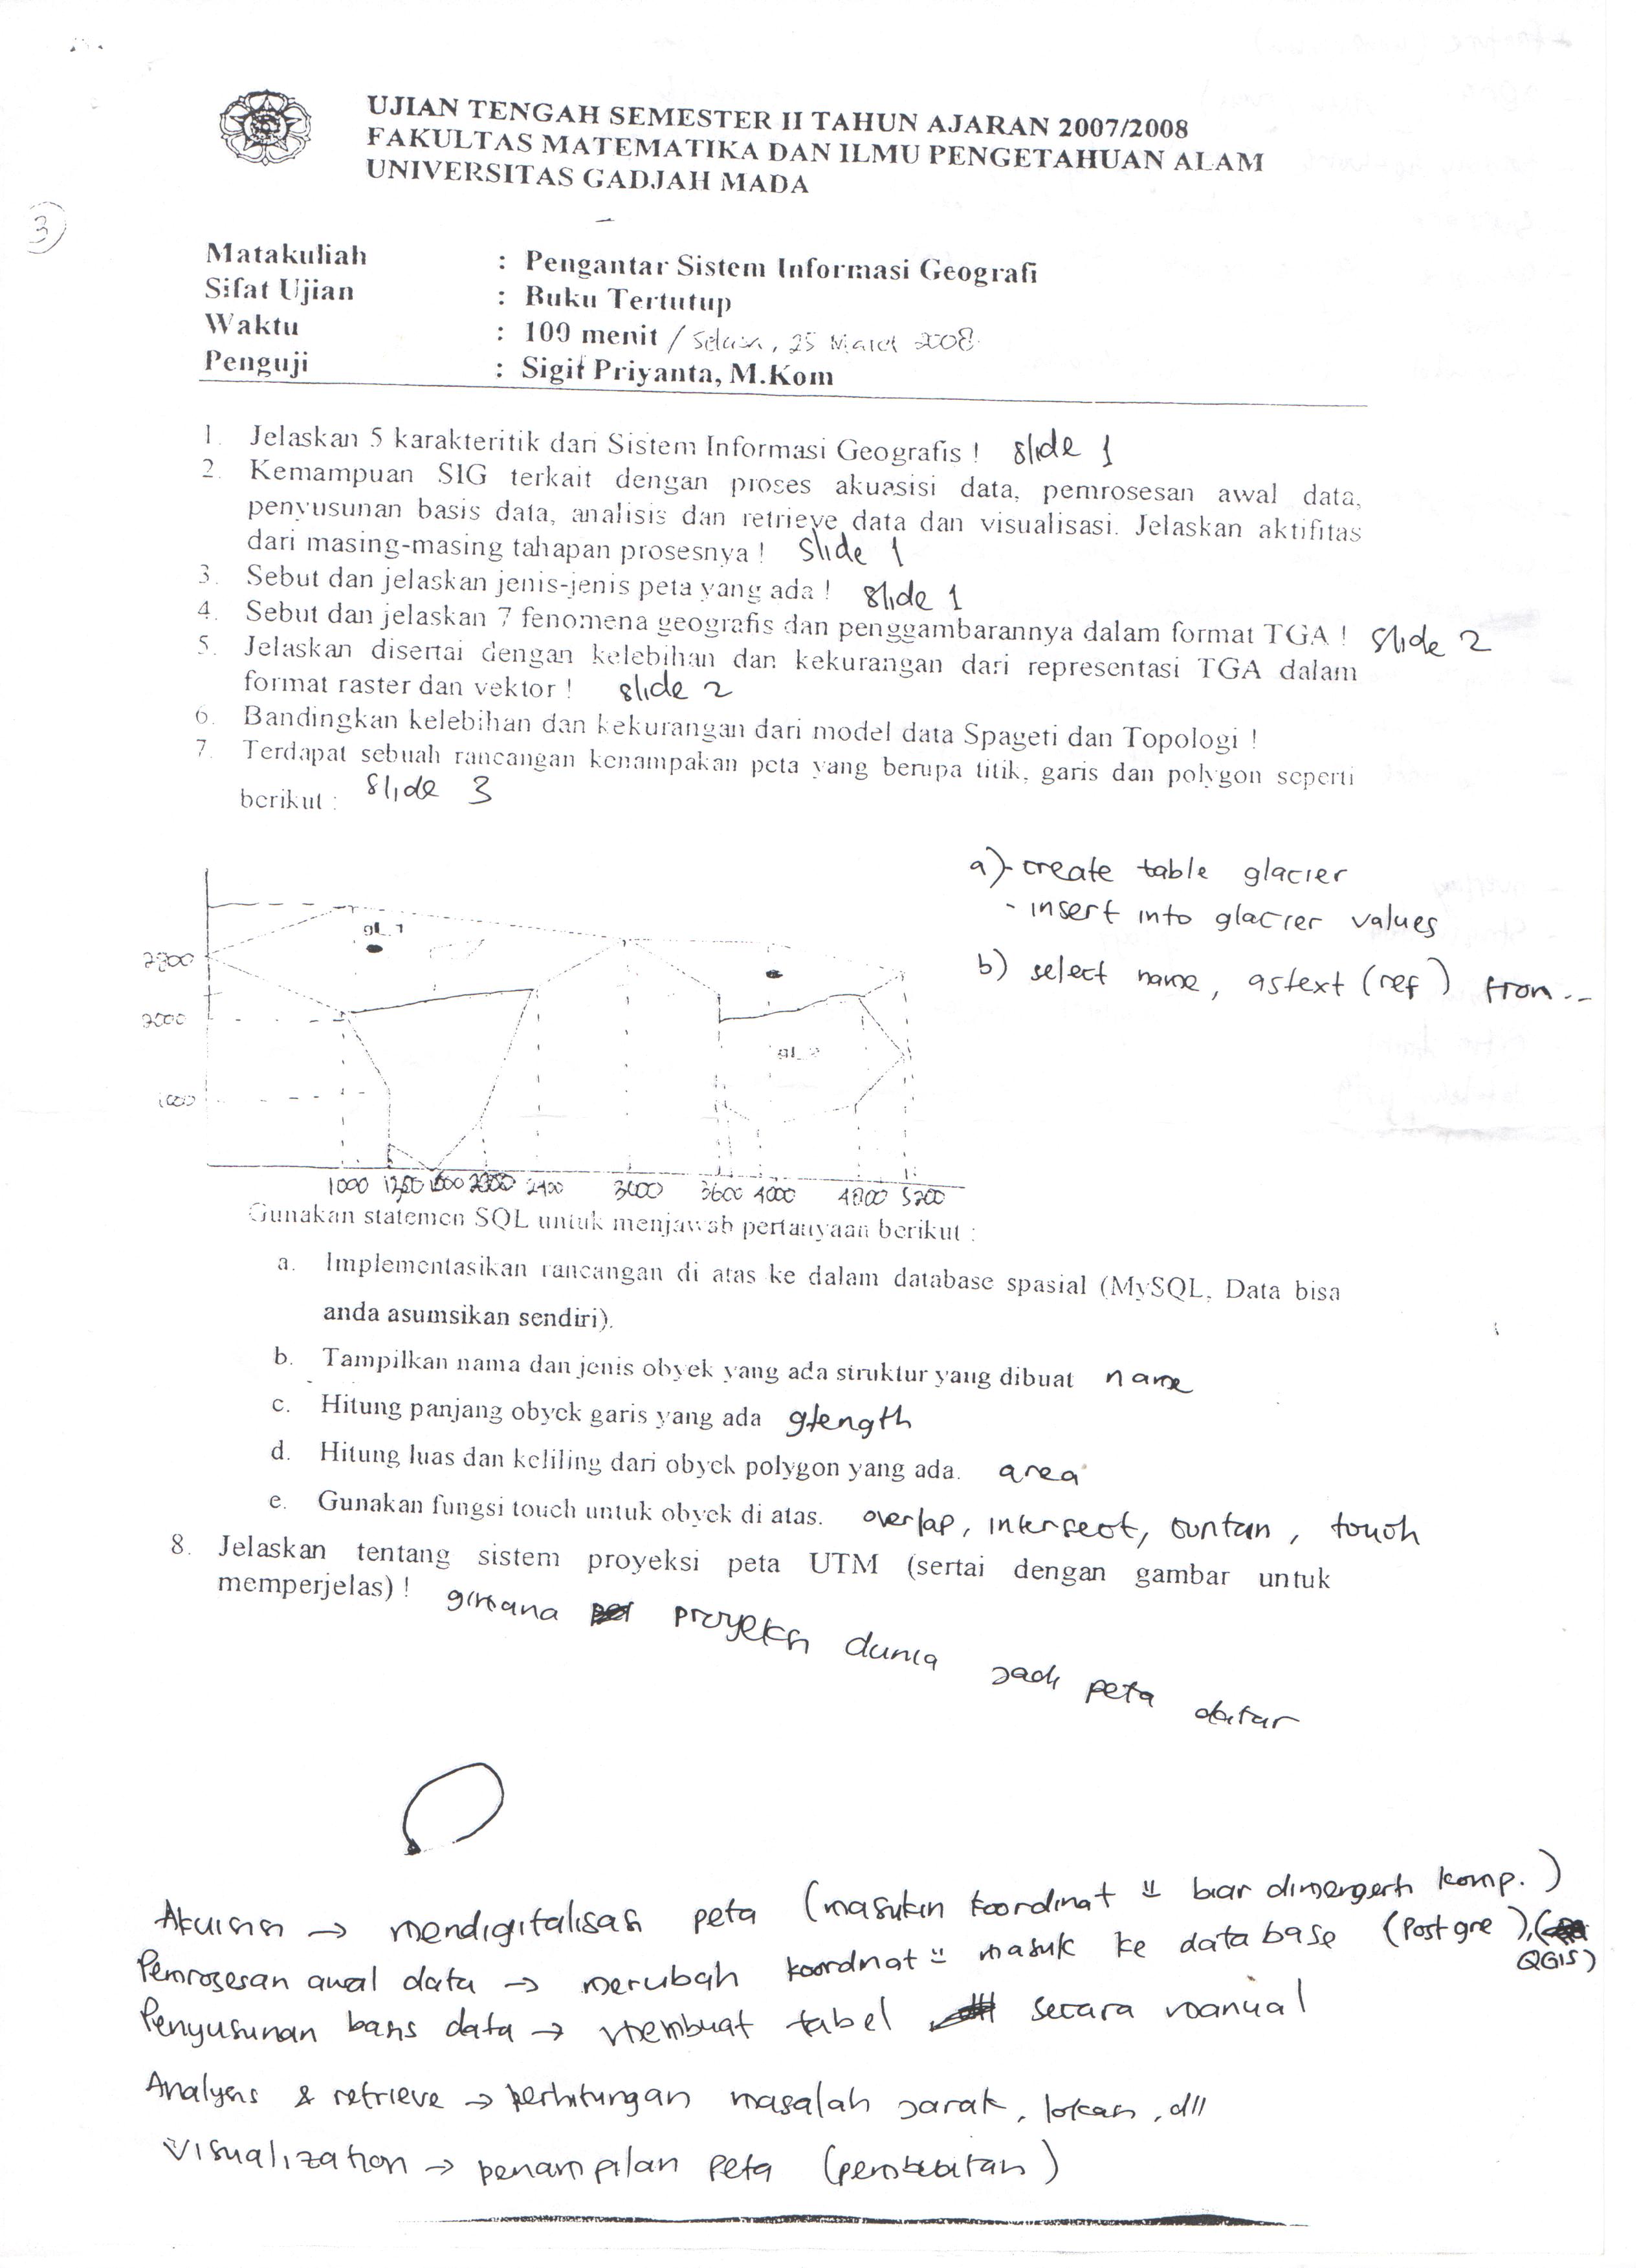 UJIAN TENGAH SEMESTER II TAHUN AJARAN 2007/2008
FAKULTAS MATEMATIKA DAN ILMU PENGETAHUAN ALAM
UNIVERSITAS GADJAH MADA
3
Matakuliah : Pengantar Sistem Informasi Geografi
Sifat Ujian : Buku Tertutup
Waktu : 100 menit / Selasa, 25 Maret 2008
Penguji : Sigit Priyanta, M.Kom
1. Jelaskan 5 karakteritik dari Sistem Informasi Geografis ! slide 1
2. Kemampuan SIG terkait dengan proses akuasisi data, pemrosesan awal data,
penyusunan basis data, analisis dan retrieve data dan visualisasi. Jelaskan aktifitas
dari masing-masing tahapan prosesnya ! slide 1
3. Sebut dan jelaskan jenis-jenis peta yang ada ! slide 1
4. Sebut dan jelaskan 7 fenomena geografis dan penggambarannya dalam format TGA ! slide 2
5. Jelaskan disertai dengan kelebihan dan kekurangan dari representasi TGA dalam
format raster dan vektor ! slide 2
6. Bandingkan kelebihan dan kekurangan dari model data Spageti dan Topologi !
7. Terdapat sebuah rancangan kenampakan peta yang berupa titik, garis dan polygon seperti
berikut : slide 3
a) - create table glacier
- insert into glacier values
b) select name, astext (ref) from ..
gl_1
2000
1000
gl_2
1000 1200 2400 3600 4000 4800 5200
Gunakan statemen SQL untuk menjawab pertanyaan berikut :
a. Implementasikan rancangan di atas ke dalam database spasial (MySQL, Data bisa
anda asumsikan sendiri).
b. Tampilkan nama dan jenis obyek yang ada struktur yang dibuat name
c. Hitung panjang obyek garis yang ada glength
d. Hitung luas dan keliling dari obyek polygon yang ada. area
e. Gunakan fungsi touch untuk obyek di atas. overlap, intersect, contain, touch
8. Jelaskan tentang sistem proyeksi peta UTM (sertai dengan gambar untuk
memperjelas) ! gimana proyeksi dunia jadi peta datar
Akuisisi → mendigitalisasi peta (masukin koordinat" biar dimengerti komp.)
Pemrosesan awal data → merubah koordinat" masuk ke database (Postgre), (QGIS)
Penyusunan basis data → membuat tabel secara manual
Analysis & retrieve → perhitungan masalah jarak, lokasi, dll
Visualization → penampilan peta